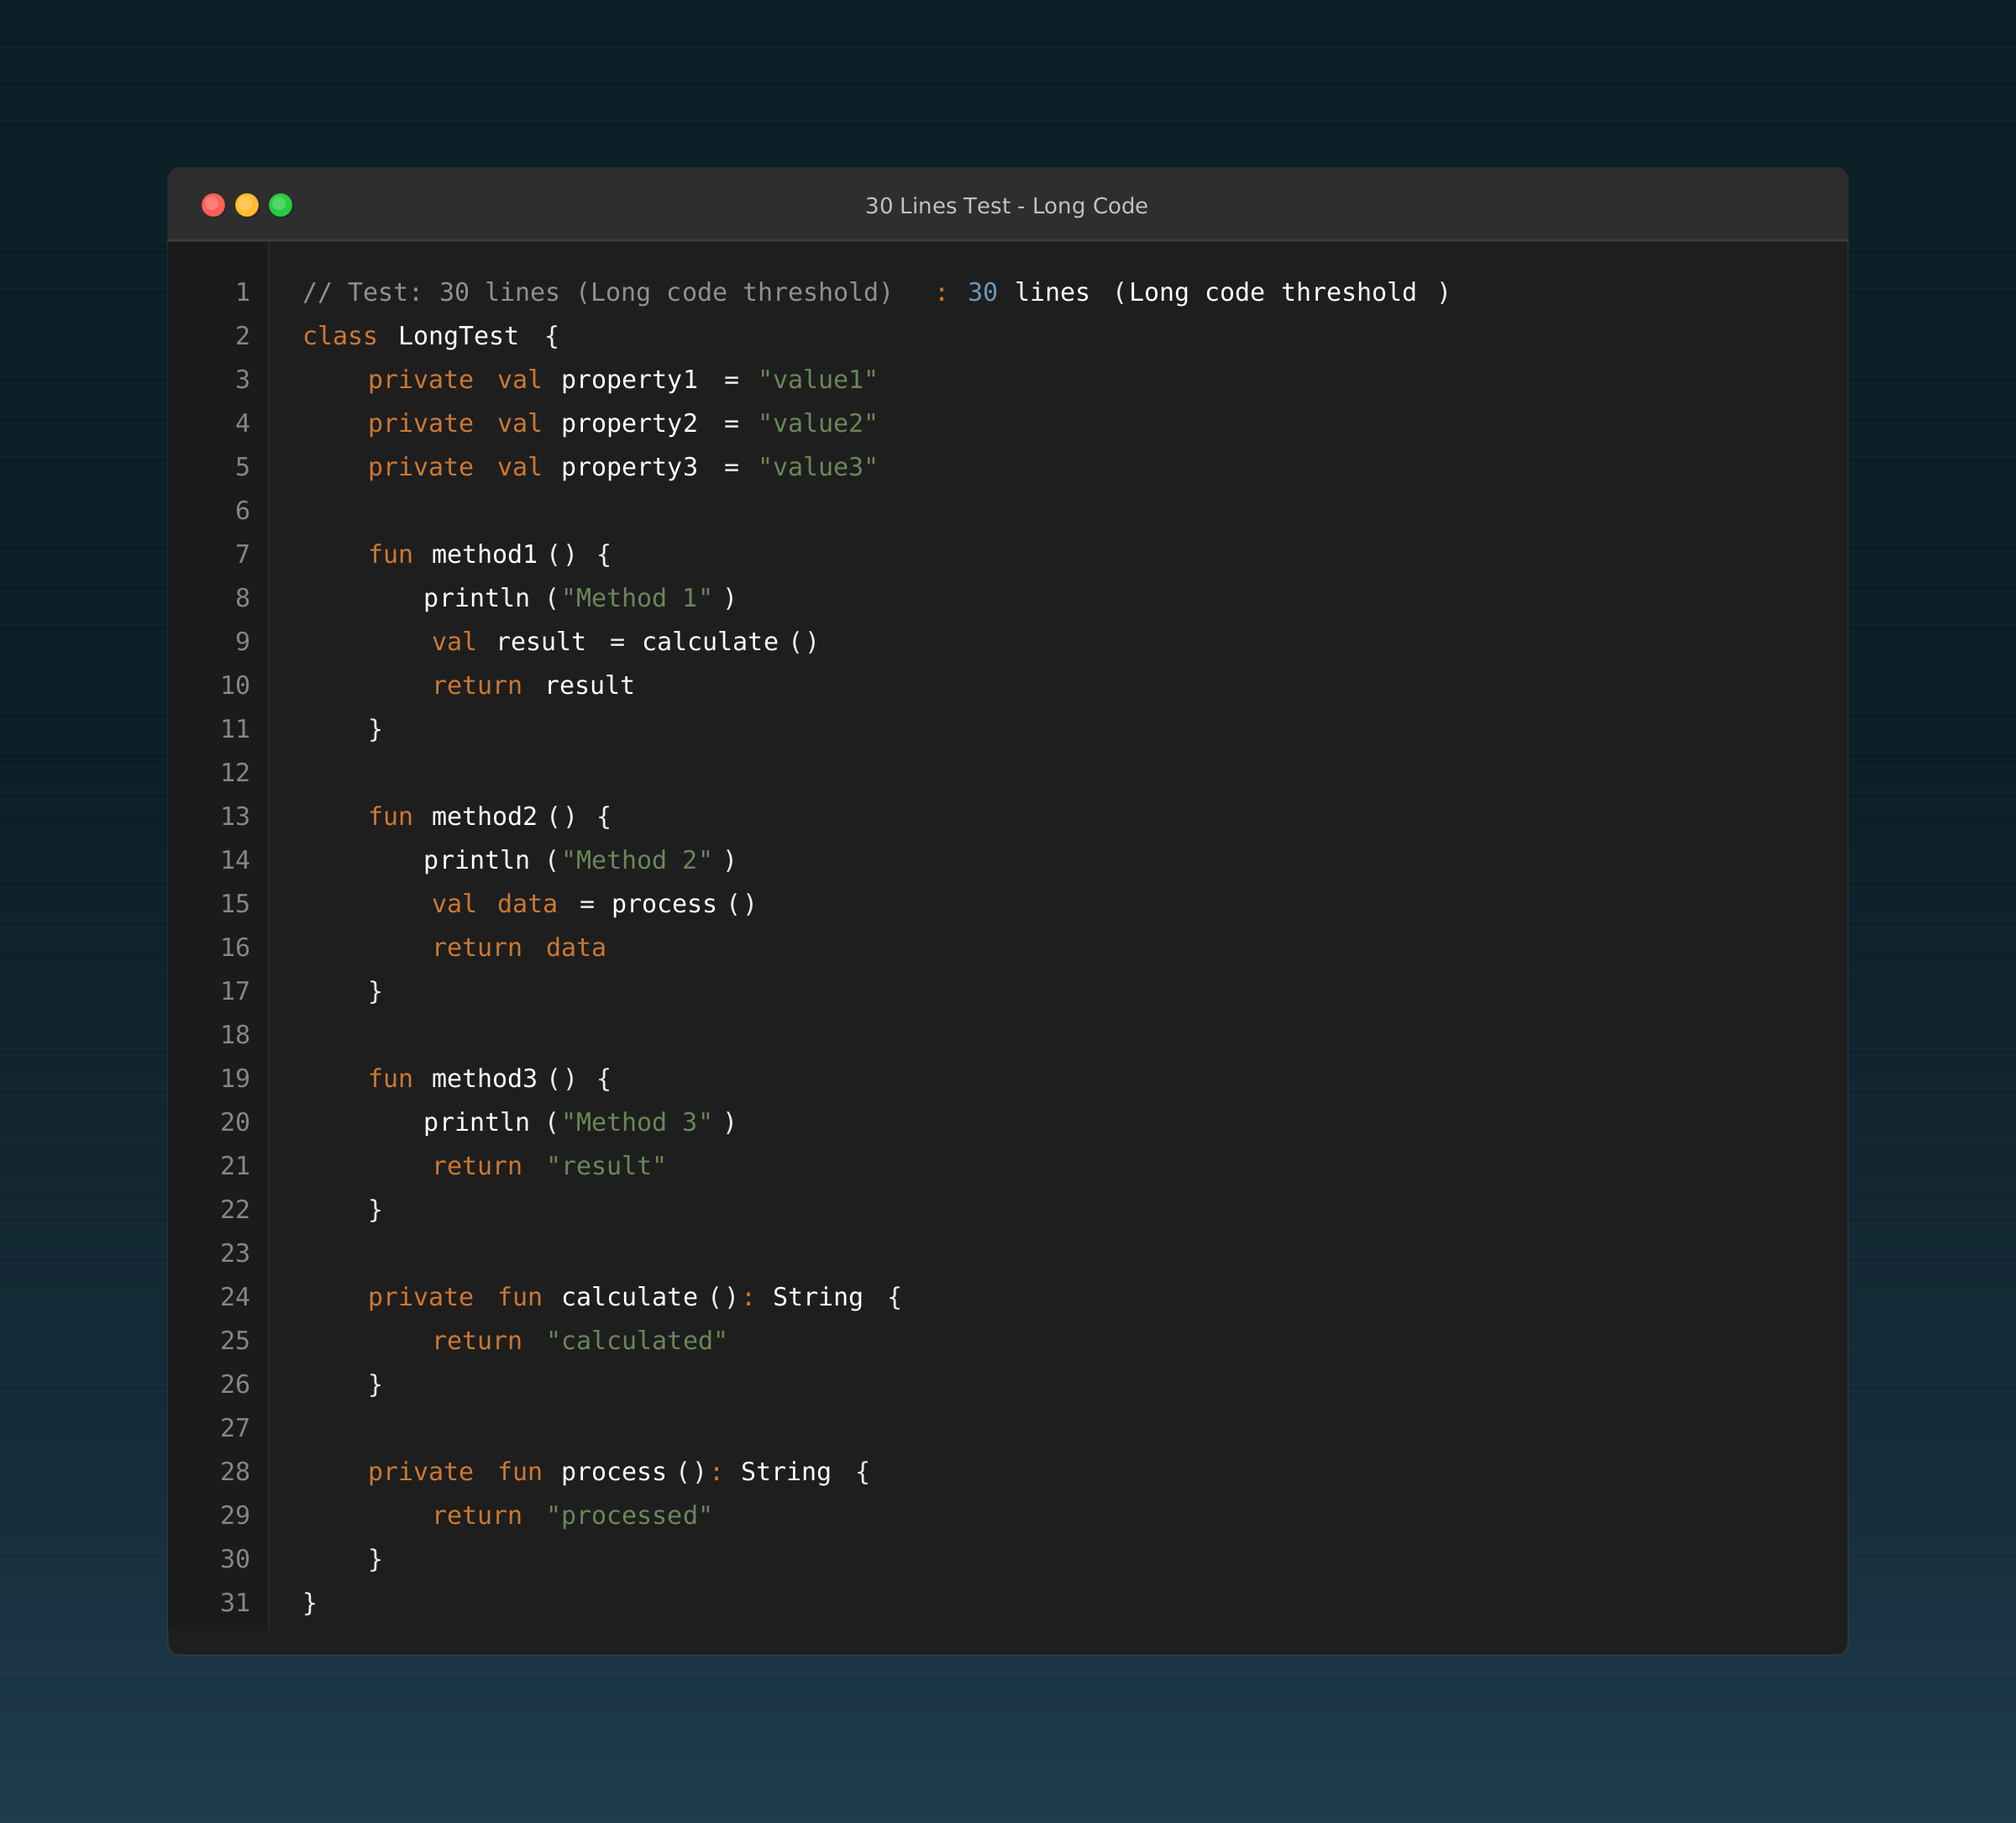 30 Lines Test - Long Code
1 // Test: 30 lines (Long code threshold) : 30 lines (Long code threshold )
2 class LongTest {
3 private val property1 = "value1"
4 private val property2 = "value2"
5 private val property3 = "value3"
6
7 fun method1 () {
8 println ("Method 1" )
9 val result = calculate ()
10 return result
11 }
12
13 fun method2 () {
14 println ("Method 2" )
15 val data = process ()
16 return data
17 }
18
19 fun method3 () {
20 println ("Method 3" )
21 return "result"
22 }
23
24 private fun calculate (): String {
25 return "calculated"
26 }
27
28 private fun process (): String {
29 return "processed"
30 }
31 }